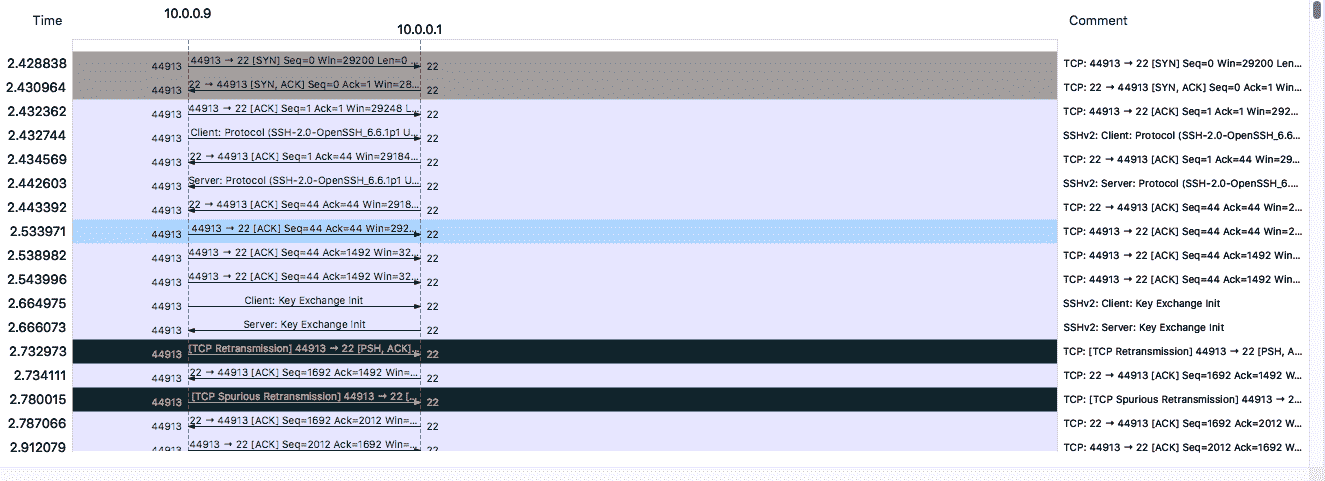 Time 10.0.0.9 10.0.0.1 Comment
2.428838 44913 44913 → 22 [SYN] Seq=0 Win=29200 Len=0 ... 22 TCP: 44913 → 22 [SYN] Seq=0 Win=29200 Len...
2.430964 44913 22 → 44913 [SYN, ACK] Seq=0 Ack=1 Win=28... 22 TCP: 22 → 44913 [SYN, ACK] Seq=0 Ack=1 Win...
2.432362 44913 44913 → 22 [ACK] Seq=1 Ack=1 Win=29248 L... 22 TCP: 44913 → 22 [ACK] Seq=1 Ack=1 Win=292...
2.432744 44913 Client: Protocol (SSH-2.0-OpenSSH_6.6.1p1 U... 22 SSHv2: Client: Protocol (SSH-2.0-OpenSSH_6.6...
2.434569 44913 22 → 44913 [ACK] Seq=1 Ack=44 Win=29184... 22 TCP: 22 → 44913 [ACK] Seq=1 Ack=44 Win=29...
2.442603 44913 Server: Protocol (SSH-2.0-OpenSSH_6.6.1p1 U... 22 SSHv2: Server: Protocol (SSH-2.0-OpenSSH_6....
2.443392 44913 22 → 44913 [ACK] Seq=44 Ack=44 Win=2918... 22 TCP: 22 → 44913 [ACK] Seq=44 Ack=44 Win=2...
2.533971 44913 44913 → 22 [ACK] Seq=44 Ack=44 Win=292... 22 TCP: 44913 → 22 [ACK] Seq=44 Ack=44 Win=2...
2.538982 44913 44913 → 22 [ACK] Seq=44 Ack=1492 Win=32... 22 TCP: 44913 → 22 [ACK] Seq=44 Ack=1492 Win...
2.543996 44913 44913 → 22 [ACK] Seq=44 Ack=1492 Win=32... 22 TCP: 44913 → 22 [ACK] Seq=44 Ack=1492 Win...
2.664975 44913 Client: Key Exchange Init 22 SSHv2: Client: Key Exchange Init
2.666073 44913 Server: Key Exchange Init 22 SSHv2: Server: Key Exchange Init
2.732973 44913 [TCP Retransmission] 44913 → 22 [PSH, ACK]... 22 TCP: [TCP Retransmission] 44913 → 22 [PSH, A...
2.734111 44913 22 → 44913 [ACK] Seq=1692 Ack=1492 Win=... 22 TCP: 22 → 44913 [ACK] Seq=1692 Ack=1492 W...
2.780015 44913 [TCP Spurious Retransmission] 44913 → 22 [... 22 TCP: [TCP Spurious Retransmission] 44913 → 2...
2.787066 44913 22 → 44913 [ACK] Seq=1692 Ack=2012 Win=... 22 TCP: 22 → 44913 [ACK] Seq=1692 Ack=2012 W...
2.912079 44913 44913 → 22 [ACK] Seq=2012 Ack=1692 Win=... 22 TCP: 44913 → 22 [ACK] Seq=2012 Ack=1692 W...